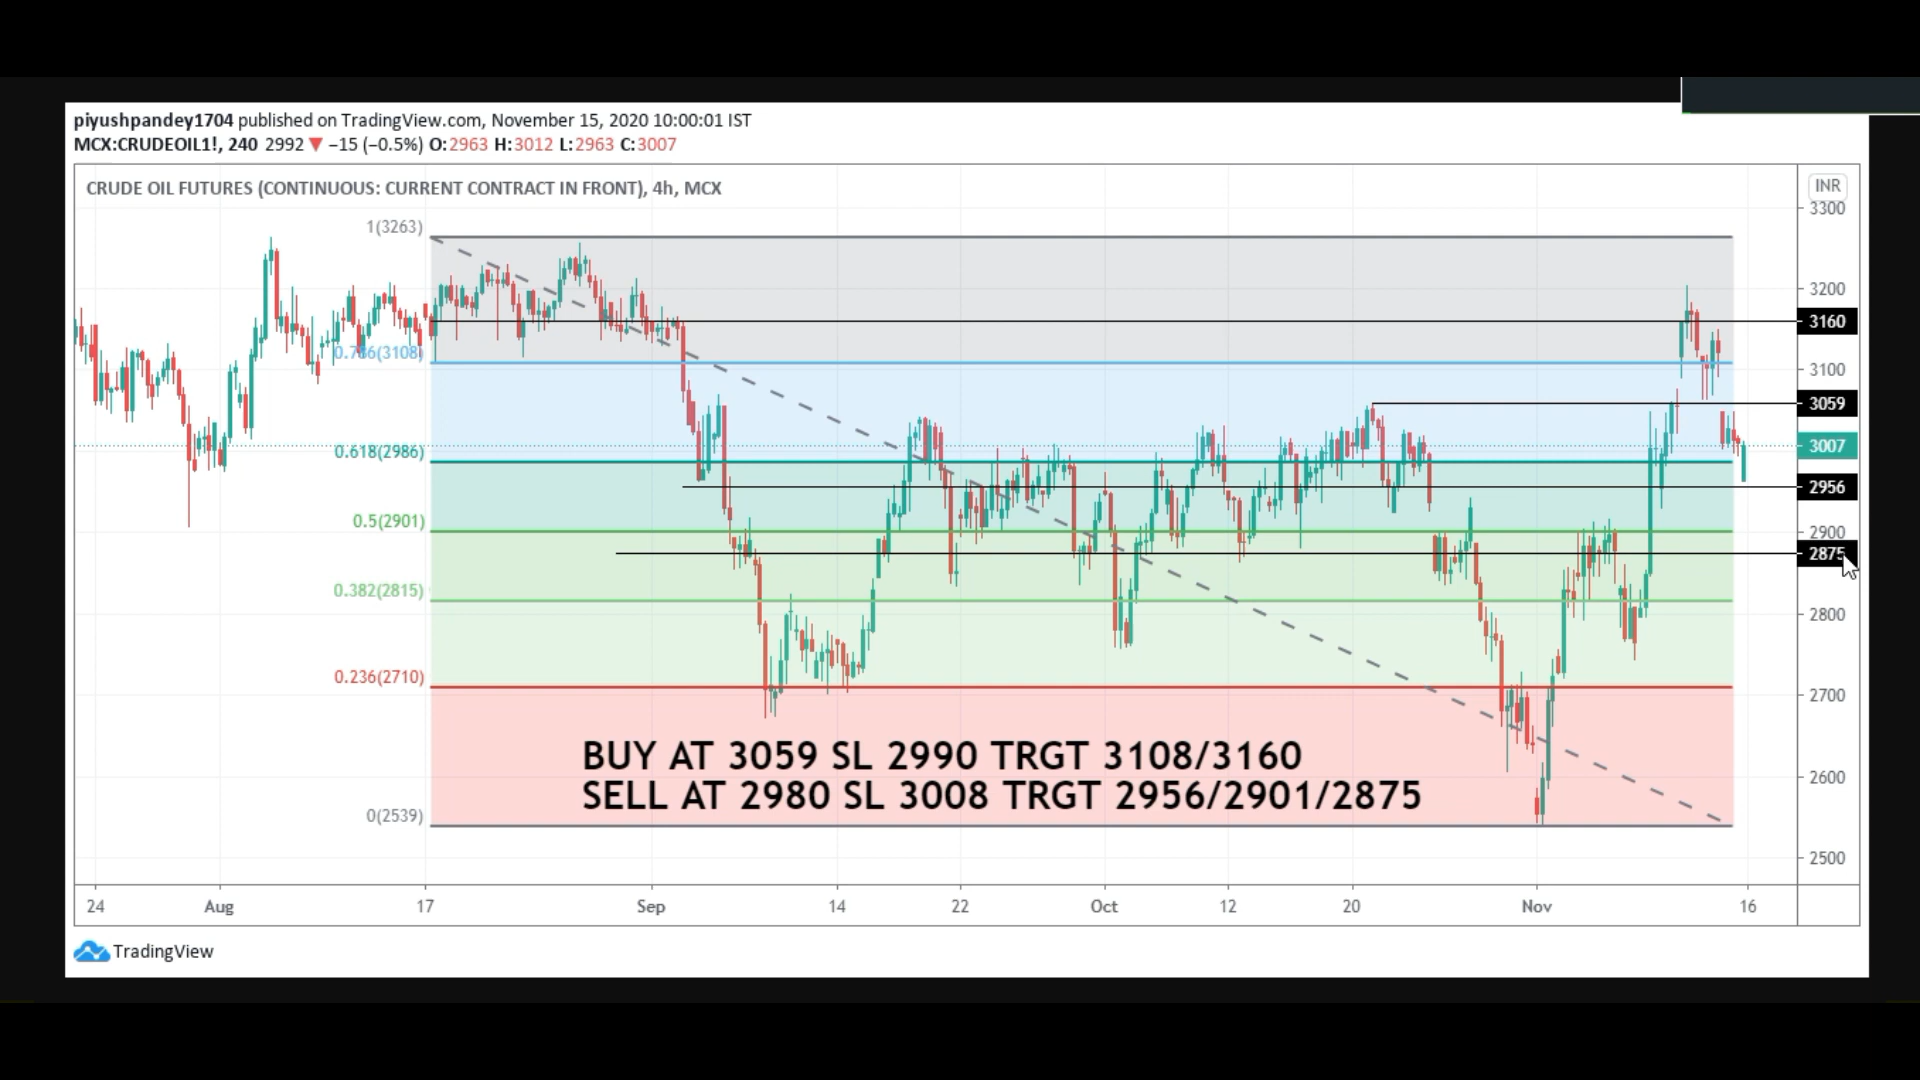 piyushpandey1704 published on TradingView.com, November 15, 2020 10:00:01 IST
MCX:CRUDEOIL1!, 240 2992 ▼ −15 (−0.5%) O:2963 H:3012 L:2963 C:3007
CRUDE OIL FUTURES (CONTINUOUS: CURRENT CONTRACT IN FRONT), 4h, MCX
INR
3300
1(3263)
3200
3160
0.786(3108)
3100
3059
3007
0.618(2986)
2956
0.5(2901)
2900
2875
0.382(2815)
2800
0.236(2710)
2700
BUY AT 3059 SL 2990 TRGT 3108/3160
2600
SELL AT 2980 SL 3008 TRGT 2956/2901/2875
0(2539)
2500
24 Aug 17 Sep 14 22 Oct 12 20 Nov 16
TradingView